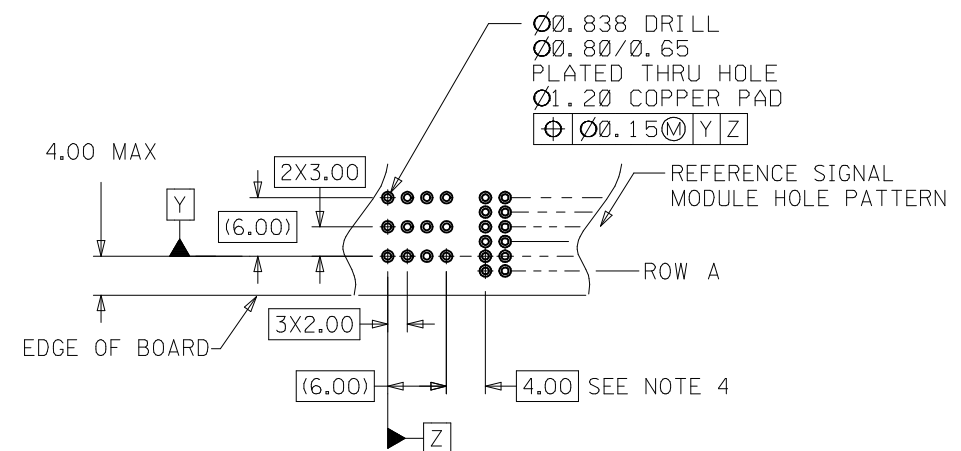 Ø0.838 DRILL
Ø0.80/0.65
PLATED THRU HOLE
Ø1.20 COPPER PAD
⌖ Ø0.15Ⓜ Y Z
4.00 MAX
2X3.00
REFERENCE SIGNAL
MODULE HOLE PATTERN
Y
(6.00)
ROW A
3X2.00
EDGE OF BOARD
(6.00)
4.00 SEE NOTE 4
Z